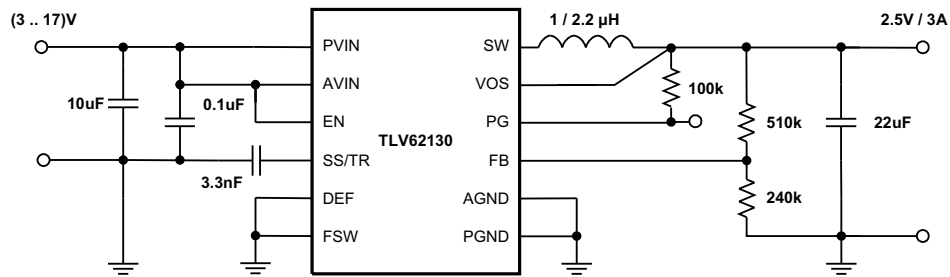 (3 .. 17)V
1 / 2.2 µH
2.5V / 3A
PVIN
SW
AVIN
VOS
10uF
0.1uF
100k
EN
PG
TLV62130
510k
22uF
SS/TR
FB
3.3nF
DEF
AGND
240k
FSW
PGND